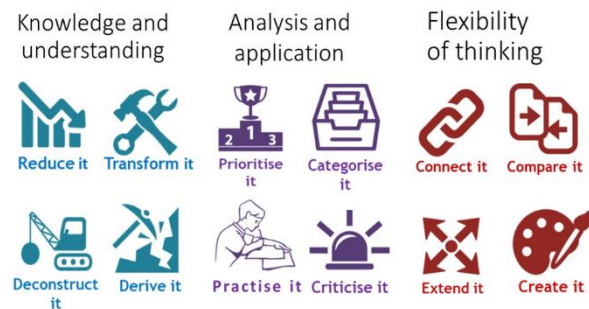 Knowledge and
understanding
Reduce it
Transform it
Deconstruct
it
Derive it
Analysis and
application
2 1 3
Prioritise
it
Categorise
it
Practise it
Criticise it
Flexibility
of thinking
Connect it
Compare it
Extend it
Create it